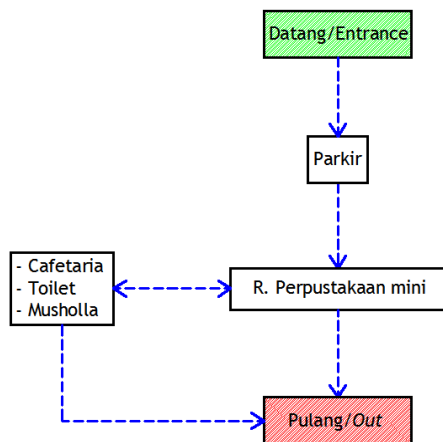 Datang/Entrance
Parkir
- Cafetaria
- Toilet
- Musholla
R. Perpustakaan mini
Pulang/Out